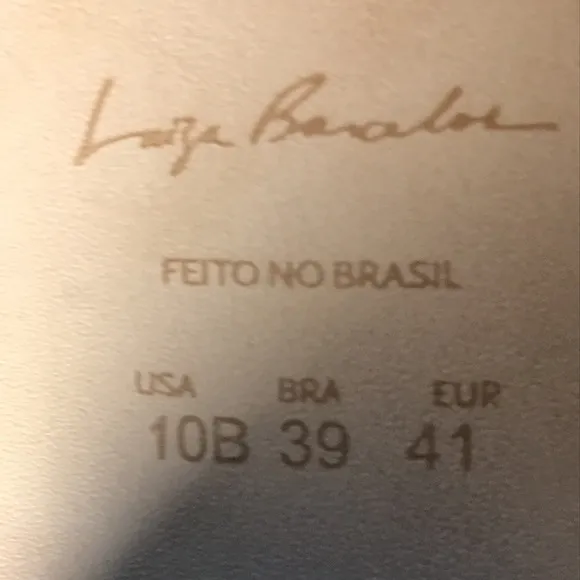 Luiza Barcelos
FEITO NO BRASIL
USA BRA EUR
10B 39 41